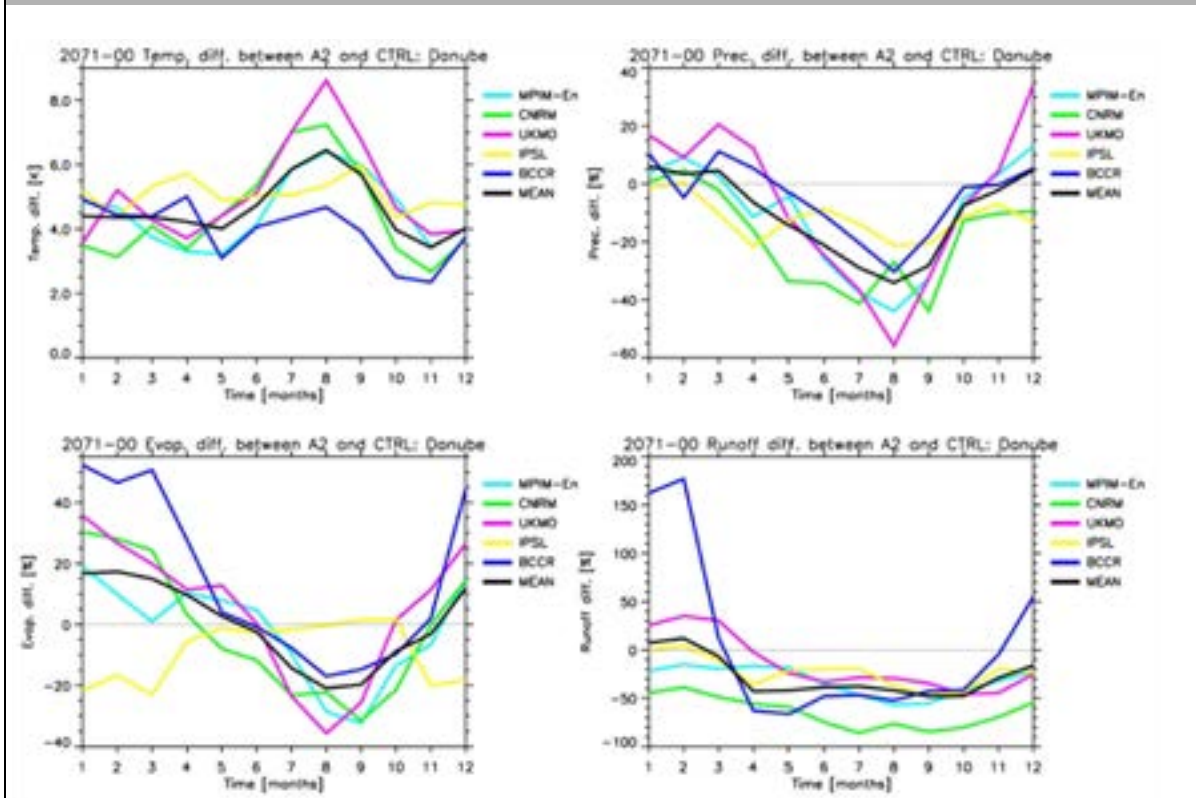 2071-00 Temp. diff. between A2 and CTRL: Danube
8.0
6.0
4.0
2.0
0.0
Temp. diff. [K]
1 2 3 4 5 6 7 8 9 10 11 12
Time [months]
MPIM-En
CNRM
UKMO
IPSL
BCCR
MEAN
2071-00 Prec. diff. between A2 and CTRL: Danube
40
20
0
-20
-40
-60
Prec. diff. [%]
1 2 3 4 5 6 7 8 9 10 11 12
Time [months]
MPIM-En
CNRM
UKMO
IPSL
BCCR
MEAN
2071-00 Evap. diff. between A2 and CTRL: Danube
40
20
0
-20
-40
Evap. diff. [%]
1 2 3 4 5 6 7 8 9 10 11 12
Time [months]
MPIM-En
CNRM
UKMO
IPSL
BCCR
MEAN
2071-00 Runoff diff. between A2 and CTRL: Danube
200
150
100
50
0
-50
-100
Runoff diff. [%]
1 2 3 4 5 6 7 8 9 10 11 12
Time [months]
MPIM-En
CNRM
UKMO
IPSL
BCCR
MEAN